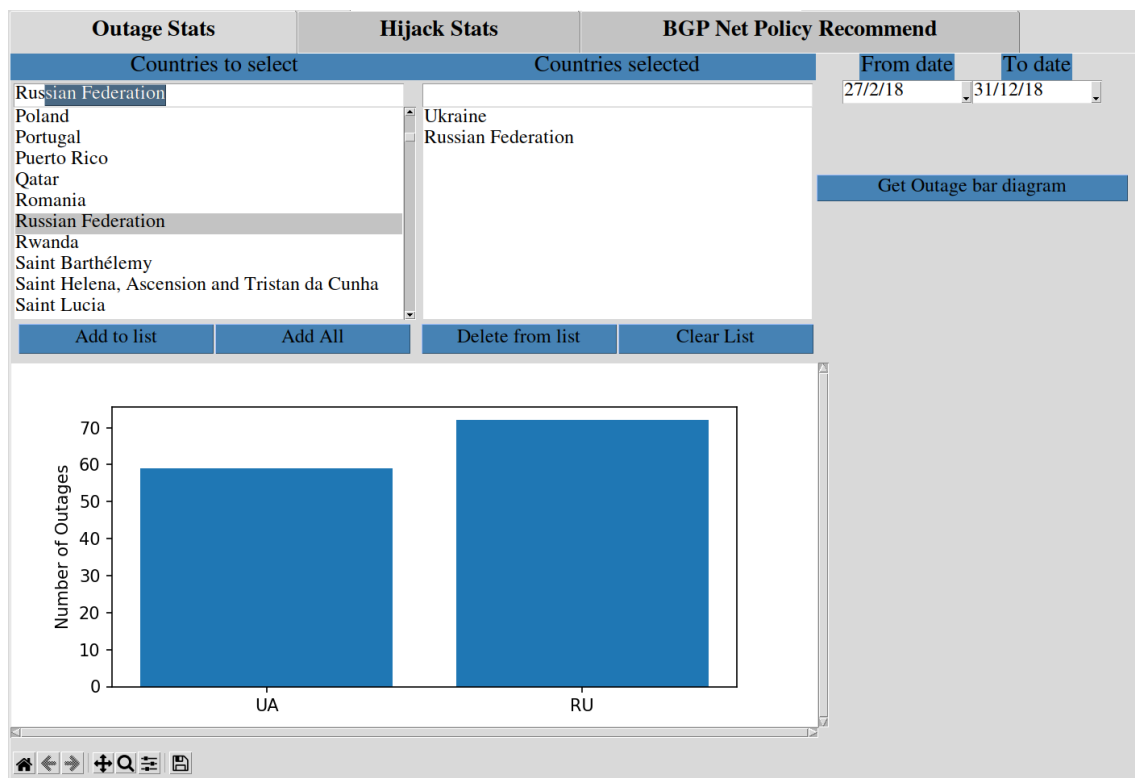 Outage Stats Hijack Stats BGP Net Policy Recommend
Countries to select Countries selected From date To date
Russian Federation 27/2/18 31/12/18
Poland Ukraine
Portugal Russian Federation
Puerto Rico
Qatar Get Outage bar diagram
Romania
Russian Federation
Rwanda
Saint Barthélemy
Saint Helena, Ascension and Tristan da Cunha
Saint Lucia
Add to list Add All Delete from list Clear List
Number of Outages
70
60
50
40
30
20
10
0
UA RU